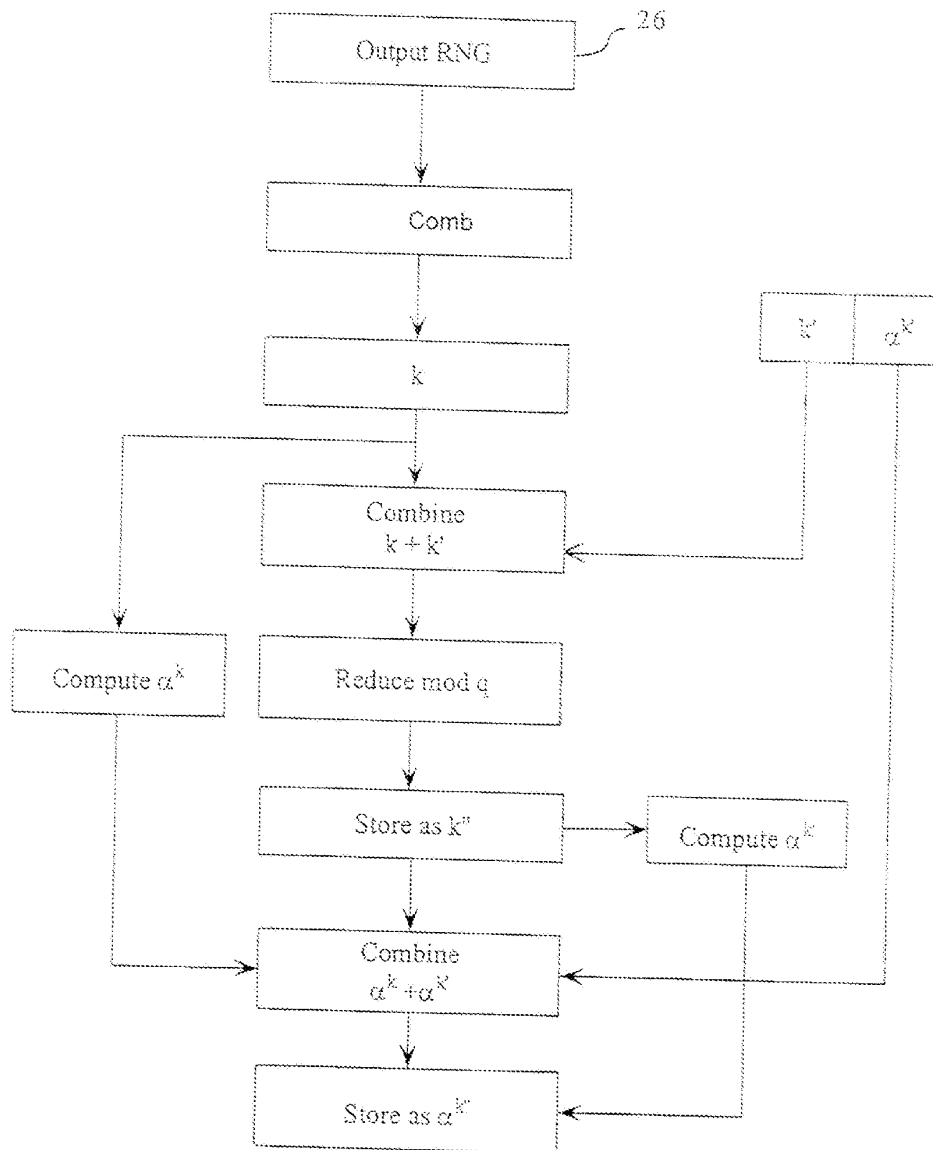 26
Output RNG
Comb
k' α^k'
k
Combine
k + k'
Compute α^k
Reduce mod q
Store as k"
Compute α^k
Combine
α^k + α^k'
Store as α^k"